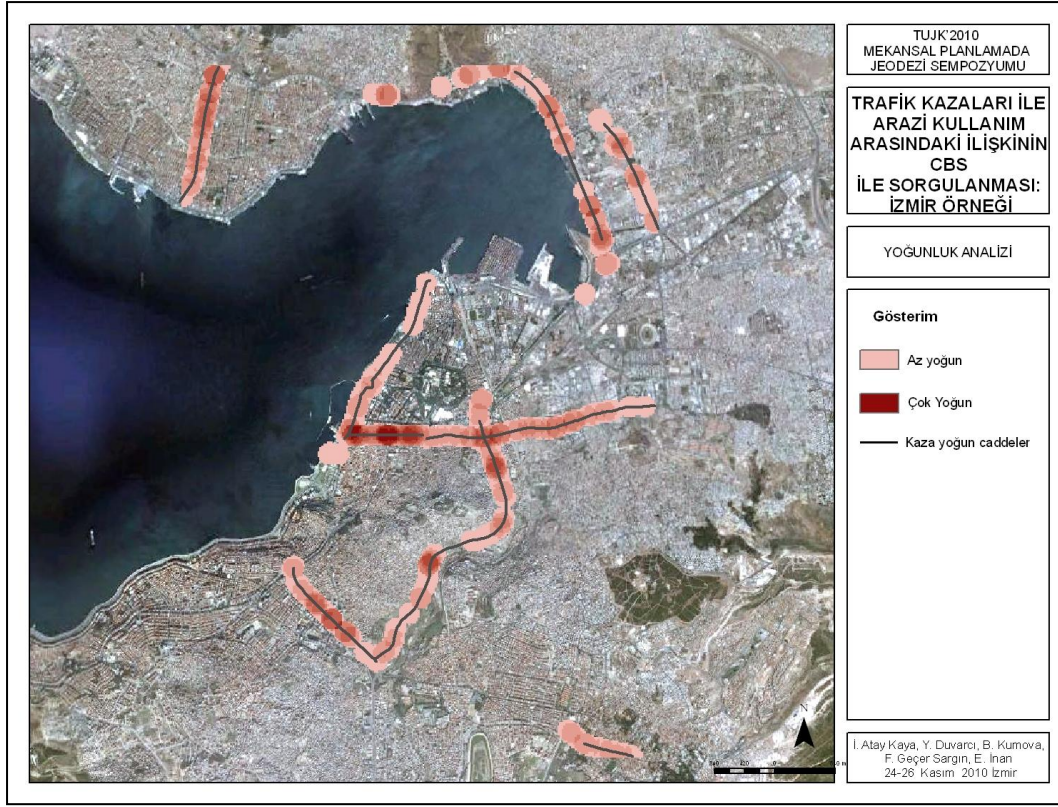 TUJK'2010
MEKANSAL PLANLAMADA
JEODEZİ SEMPOZYUMU
TRAFİK KAZALARI İLE
ARAZİ KULLANIM
ARASINDAKİ İLİŞKİNİN
CBS
İLE SORGULANMASI:
İZMİR ÖRNEĞİ
YOĞUNLUK ANALİZİ
Gösterim
Az yoğun
Çok Yoğun
Kaza yoğun caddeler
N
İ. Atay Kaya, Y. Duvarcı, B. Kumova,
F. Geçer Sargın, E. İnan
24-26 Kasım 2010 İzmir